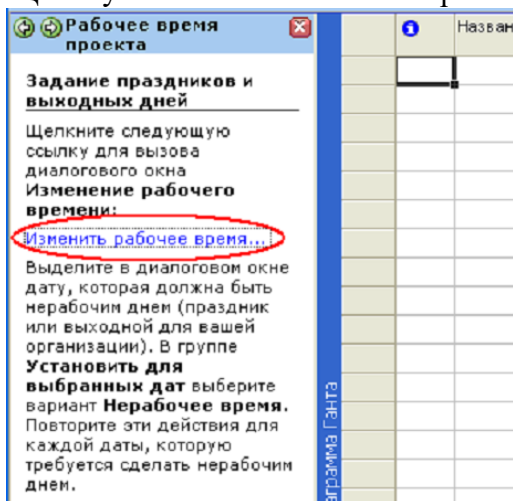 Рабочее время
проекта
Задание праздников и
выходных дней
Щелкните следующую
ссылку для вызова
диалогового окна
Изменение рабочего
времени:
Изменить рабочее время...
Выделите в диалоговом окне
дату, которая должна быть
нерабочим днем (праздник
или выходной для вашей
организации). В группе
Установить для
выбранных дат выберите
вариант Нерабочее время.
Повторите эти действия для
каждой даты, которую
требуется сделать нерабочим
днем.
Назван